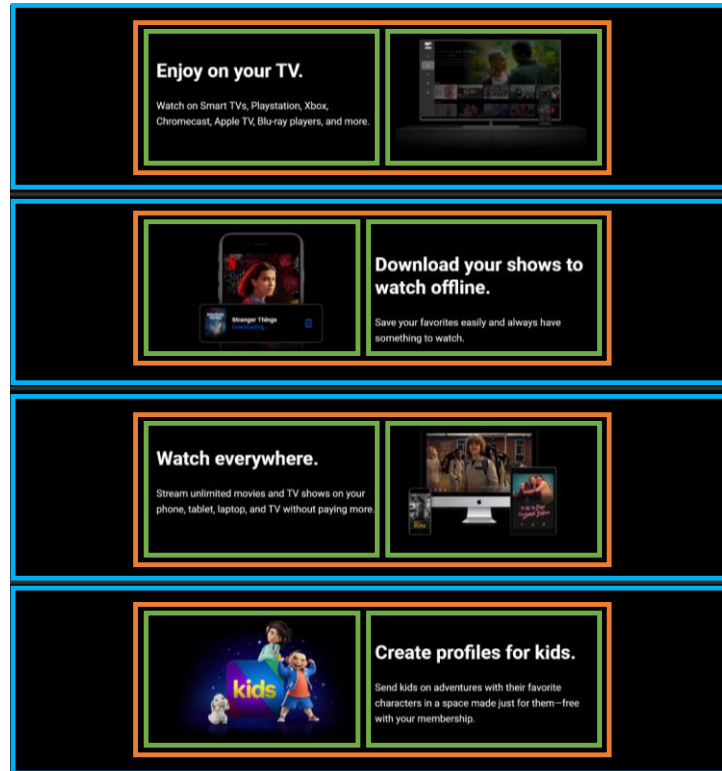 Enjoy on your TV.
Watch on Smart TVs, Playstation, Xbox,
Chromecast, Apple TV, Blu-ray players, and more.
Stranger Things
Downloading...
Download your shows to
watch offline.
Save your favorites easily and always have
something to watch.
Watch everywhere.
Stream unlimited movies and TV shows on your
phone, tablet, laptop, and TV without paying more.
ROMA
kids
Create profiles for kids.
Send kids on adventures with their favorite
characters in a space made just for them—free
with your membership.